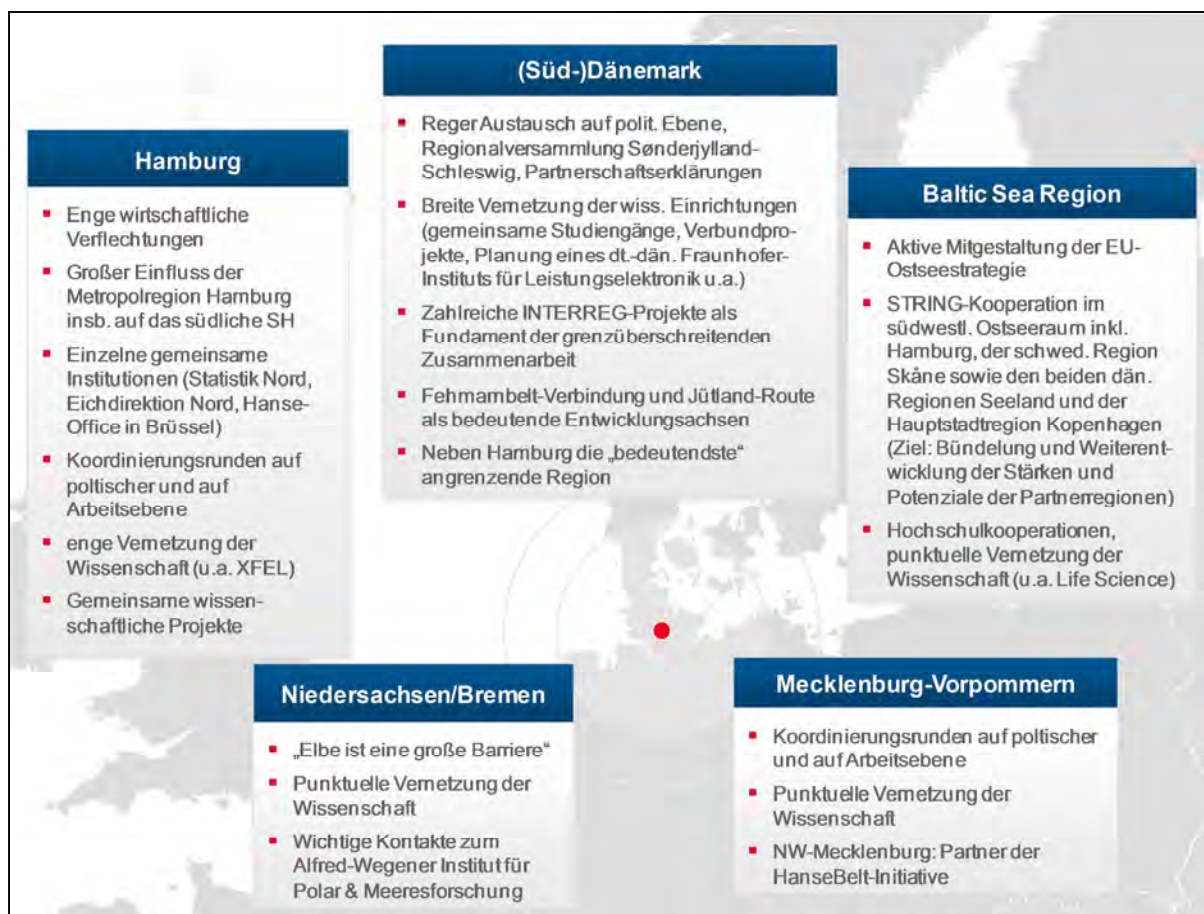 (Süd-)Dänemark
Reger Austausch auf polit. Ebene,
Regionalversammlung Sønderjylland-
Schleswig, Partnerschaftserklärungen
Breite Vernetzung der wiss. Einrichtungen
(gemeinsame Studiengänge, Verbundpro-
jekte, Planung eines dt.-dän. Fraunhofer-
Instituts für Leistungselektronik u.a.)
Zahlreiche INTERREG-Projekte als
Fundament der grenzüberschreitenden
Zusammenarbeit
Fehmarnbelt-Verbindung und Jütland-Route
als bedeutende Entwicklungsachsen
Neben Hamburg die „bedeutendste“
angrenzende Region
Hamburg
Enge wirtschaftliche
Verflechtungen
Großer Einfluss der
Metropolregion Hamburg
insb. auf das südliche SH
Einzelne gemeinsame
Institutionen (Statistik Nord,
Eichdirektion Nord, Hanse-
Office in Brüssel)
Koordinierungsrunden auf
poltischer und auf
Arbeitsebene
enge Vernetzung der
Wissenschaft (u.a. XFEL)
Gemeinsame wissen-
schaftliche Projekte
Baltic Sea Region
Aktive Mitgestaltung der EU-
Ostseestrategie
STRING-Kooperation im
südwestl. Ostseeraum inkl.
Hamburg, der schwed. Region
Skåne sowie den beiden dän.
Regionen Seeland und der
Hauptstadtregion Kopenhagen
(Ziel: Bündelung und Weiterent-
wicklung der Stärken und
Potenziale der Partnerregionen)
Hochschulkooperationen,
punktuelle Vernetzung der
Wissenschaft (u.a. Life Science)
Niedersachsen/Bremen
„Elbe ist eine große Barriere“
Punktuelle Vernetzung der
Wissenschaft
Wichtige Kontakte zum
Alfred-Wegener Institut für
Polar & Meeresforschung
Mecklenburg-Vorpommern
Koordinierungsrunden auf poltischer
und auf Arbeitsebene
Punktuelle Vernetzung der
Wissenschaft
NW-Mecklenburg: Partner der
HanseBelt-Initiative